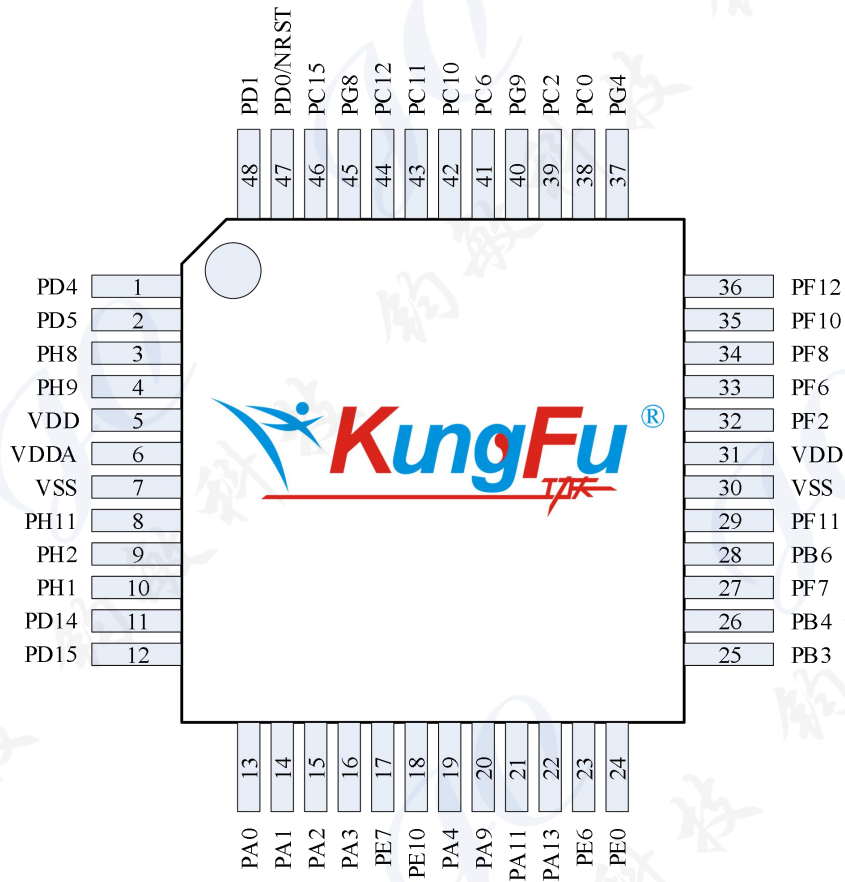 PD1 PD0/NRST PC15 PG8 PC12 PC11 PC10 PC6 PG9 PC2 PC0 PG4
48 47 46 45 44 43 42 41 40 39 38 37
PD4 1 36 PF12
PD5 2 35 PF10
PH8 3 34 PF8
PH9 4 33 PF6
VDD 5 32 PF2
VDDA 6 31 VDD
VSS 7 30 VSS
PH11 8 29 PF11
PH2 9 28 PB6
PH1 10 27 PF7
PD14 11 26 PB4
PD15 12 25 PB3
KungFu ®
功夫
13 14 15 16 17 18 19 20 21 22 23 24
PA0 PA1 PA2 PA3 PE7 PE10 PA4 PA9 PA11 PA13 PE6 PE0